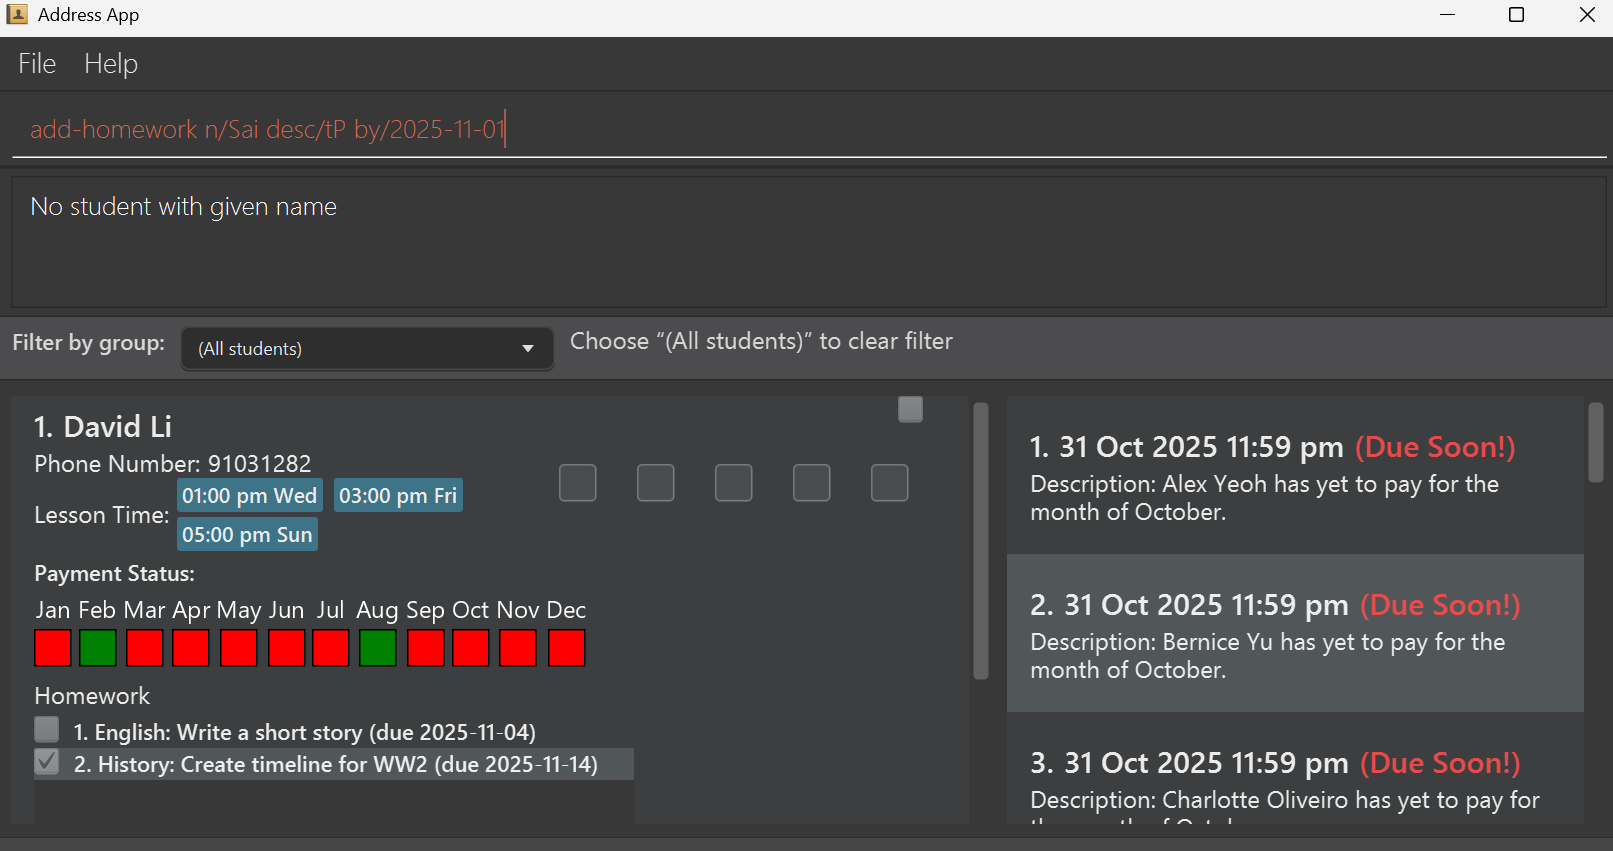 Address App
File Help
add-homework n/Sai desc/tP by/2025-11-01
No student with given name
Filter by group: (All students) Choose “(All students)” to clear filter
1. David Li
Phone Number: 91031282
Lesson Time: 01:00 pm Wed 03:00 pm Fri
05:00 pm Sun
Payment Status:
Jan Feb Mar Apr May Jun Jul Aug Sep Oct Nov Dec
Homework
1. English: Write a short story (due 2025-11-04)
2. History: Create timeline for WW2 (due 2025-11-14)
1. 31 Oct 2025 11:59 pm (Due Soon!)
Description: Alex Yeoh has yet to pay for the
month of October.
2. 31 Oct 2025 11:59 pm (Due Soon!)
Description: Bernice Yu has yet to pay for the
month of October.
3. 31 Oct 2025 11:59 pm (Due Soon!)
Description: Charlotte Oliveiro has yet to pay for